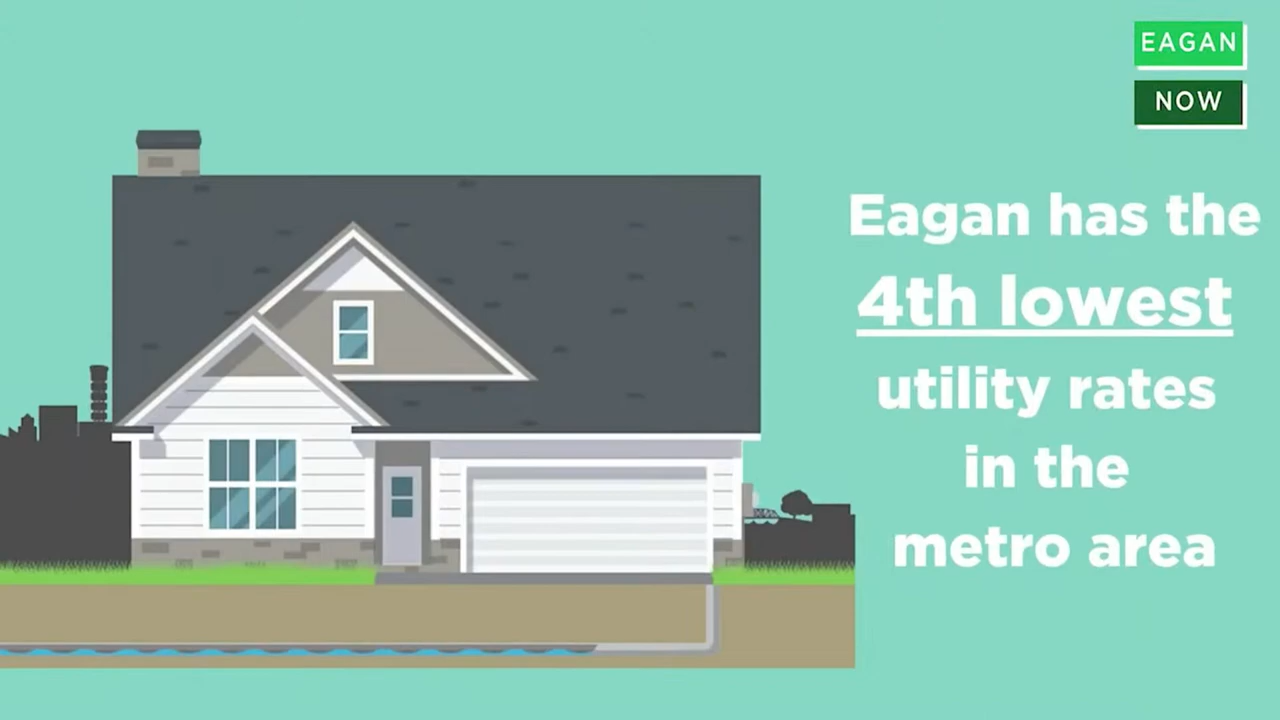 EAGAN
NOW
Eagan has the
4th lowest
utility rates
in the
metro area